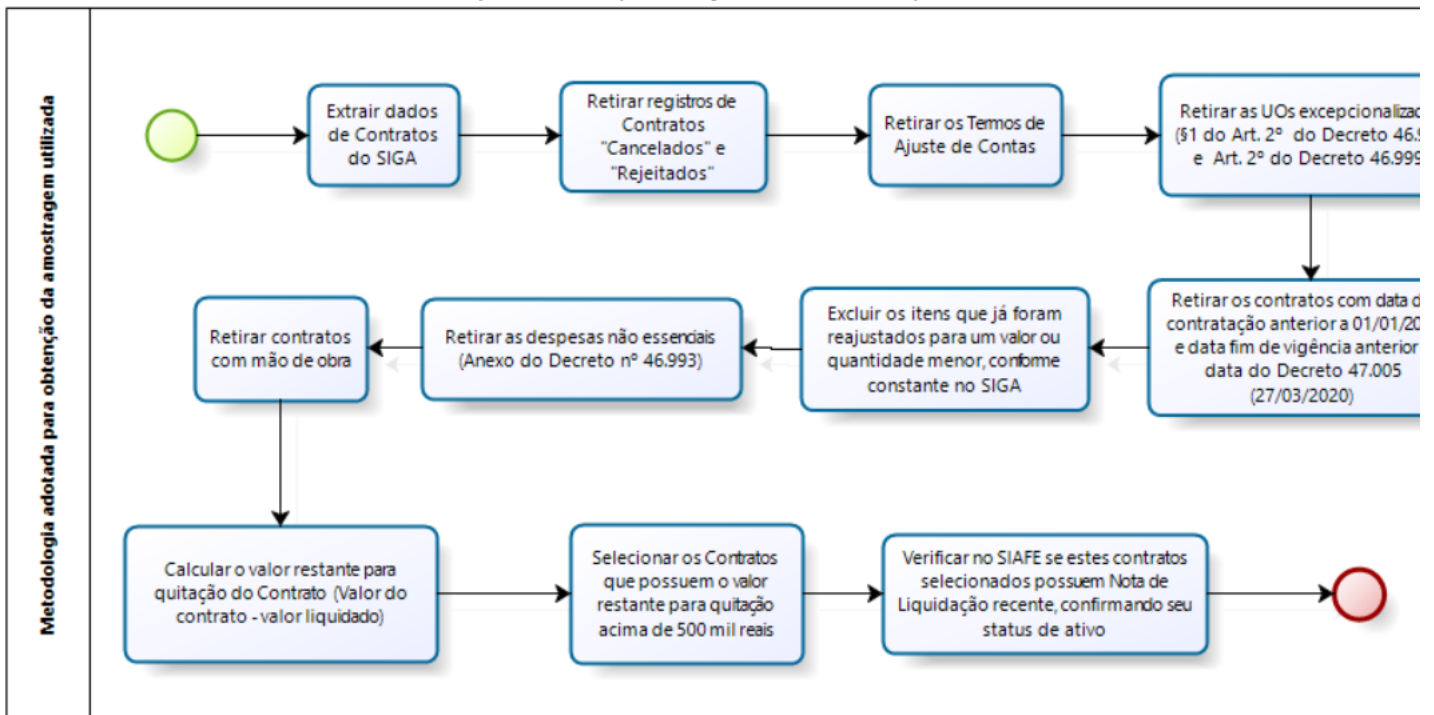 Metodologia adotada para obtenção da amostragem utilizada
Extrair dados
de Contratos
do SIGA
Retirar registros de
Contratos
"Cancelados" e
"Rejeitados"
Retirar os Termos de
Ajuste de Contas
Retirar as UOs
(§1 do Art. 2º do Decreto
e Art. 2º do Decreto 46.999
Retirar os contratos com data
contratação anterior a
e data fim de vigência anterior
data do Decreto 47.005
(27/03/2020)
Excluir os itens que já foram
reajustados para um valor ou
quantidade menor, conforme
constante no SIGA
Retirar as despesas não essenciais
(Anexo do Decreto nº 46.993)
Retirar contratos
com mão de obra
Calcular o valor restante para
quitação do Contrato (Valor do
contrato - valor liquidado)
Selecionar os Contratos
que possuem o valor
restante para quitação
acima de 500 mil reais
Verificar no SIAFE se estes contratos
selecionados possuem Nota de
Liquidação recente, confirmando seu
status de ativo